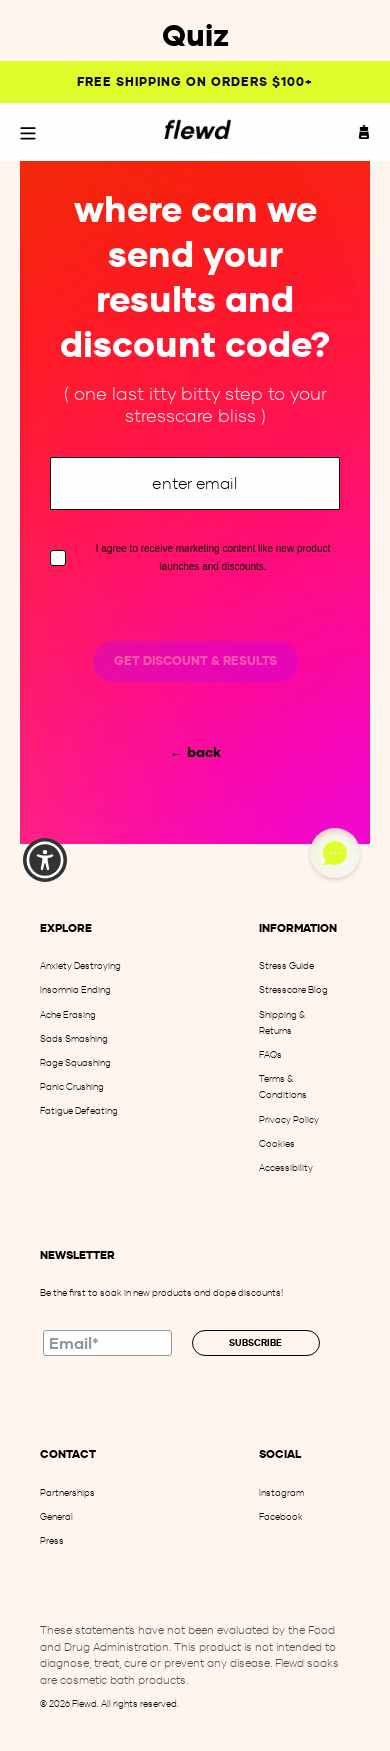 Quiz
FREE SHIPPING ON ORDERS $100+
flewd
where can we
send your
results and
discount code?
( one last itty bitty step to your
stresscare bliss )
enter email
I agree to receive marketing content like new product
launches and discounts.
GET DISCOUNT & RESULTS
← back
EXPLORE
Anxiety Destroying
Insomnia Ending
Ache Erasing
Sads Smashing
Rage Squashing
Panic Crushing
Fatigue Defeating
INFORMATION
Stress Guide
Stresscare Blog
Shipping &
Returns
FAQs
Terms &
Conditions
Privacy Policy
Cookies
Accessibility
NEWSLETTER
Be the first to soak in new products and dope discounts!
Email*
SUBSCRIBE
CONTACT
Partnerships
General
Press
SOCIAL
Instagram
Facebook
These statements have not been evaluated by the Food
and Drug Administration. This product is not intended to
diagnose, treat, cure or prevent any disease. Flewd soaks
are cosmetic bath products.
© 2026 Flewd. All rights reserved.